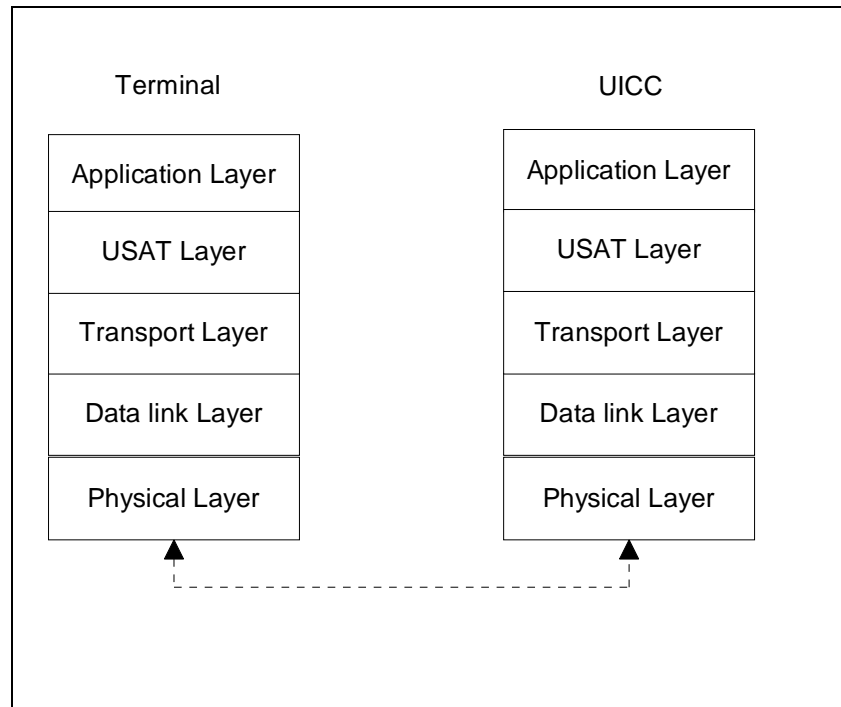 Terminal
UICC
Application Layer
USAT Layer
Transport Layer
Data link Layer
Physical Layer
Application Layer
USAT Layer
Transport Layer
Data link Layer
Physical Layer